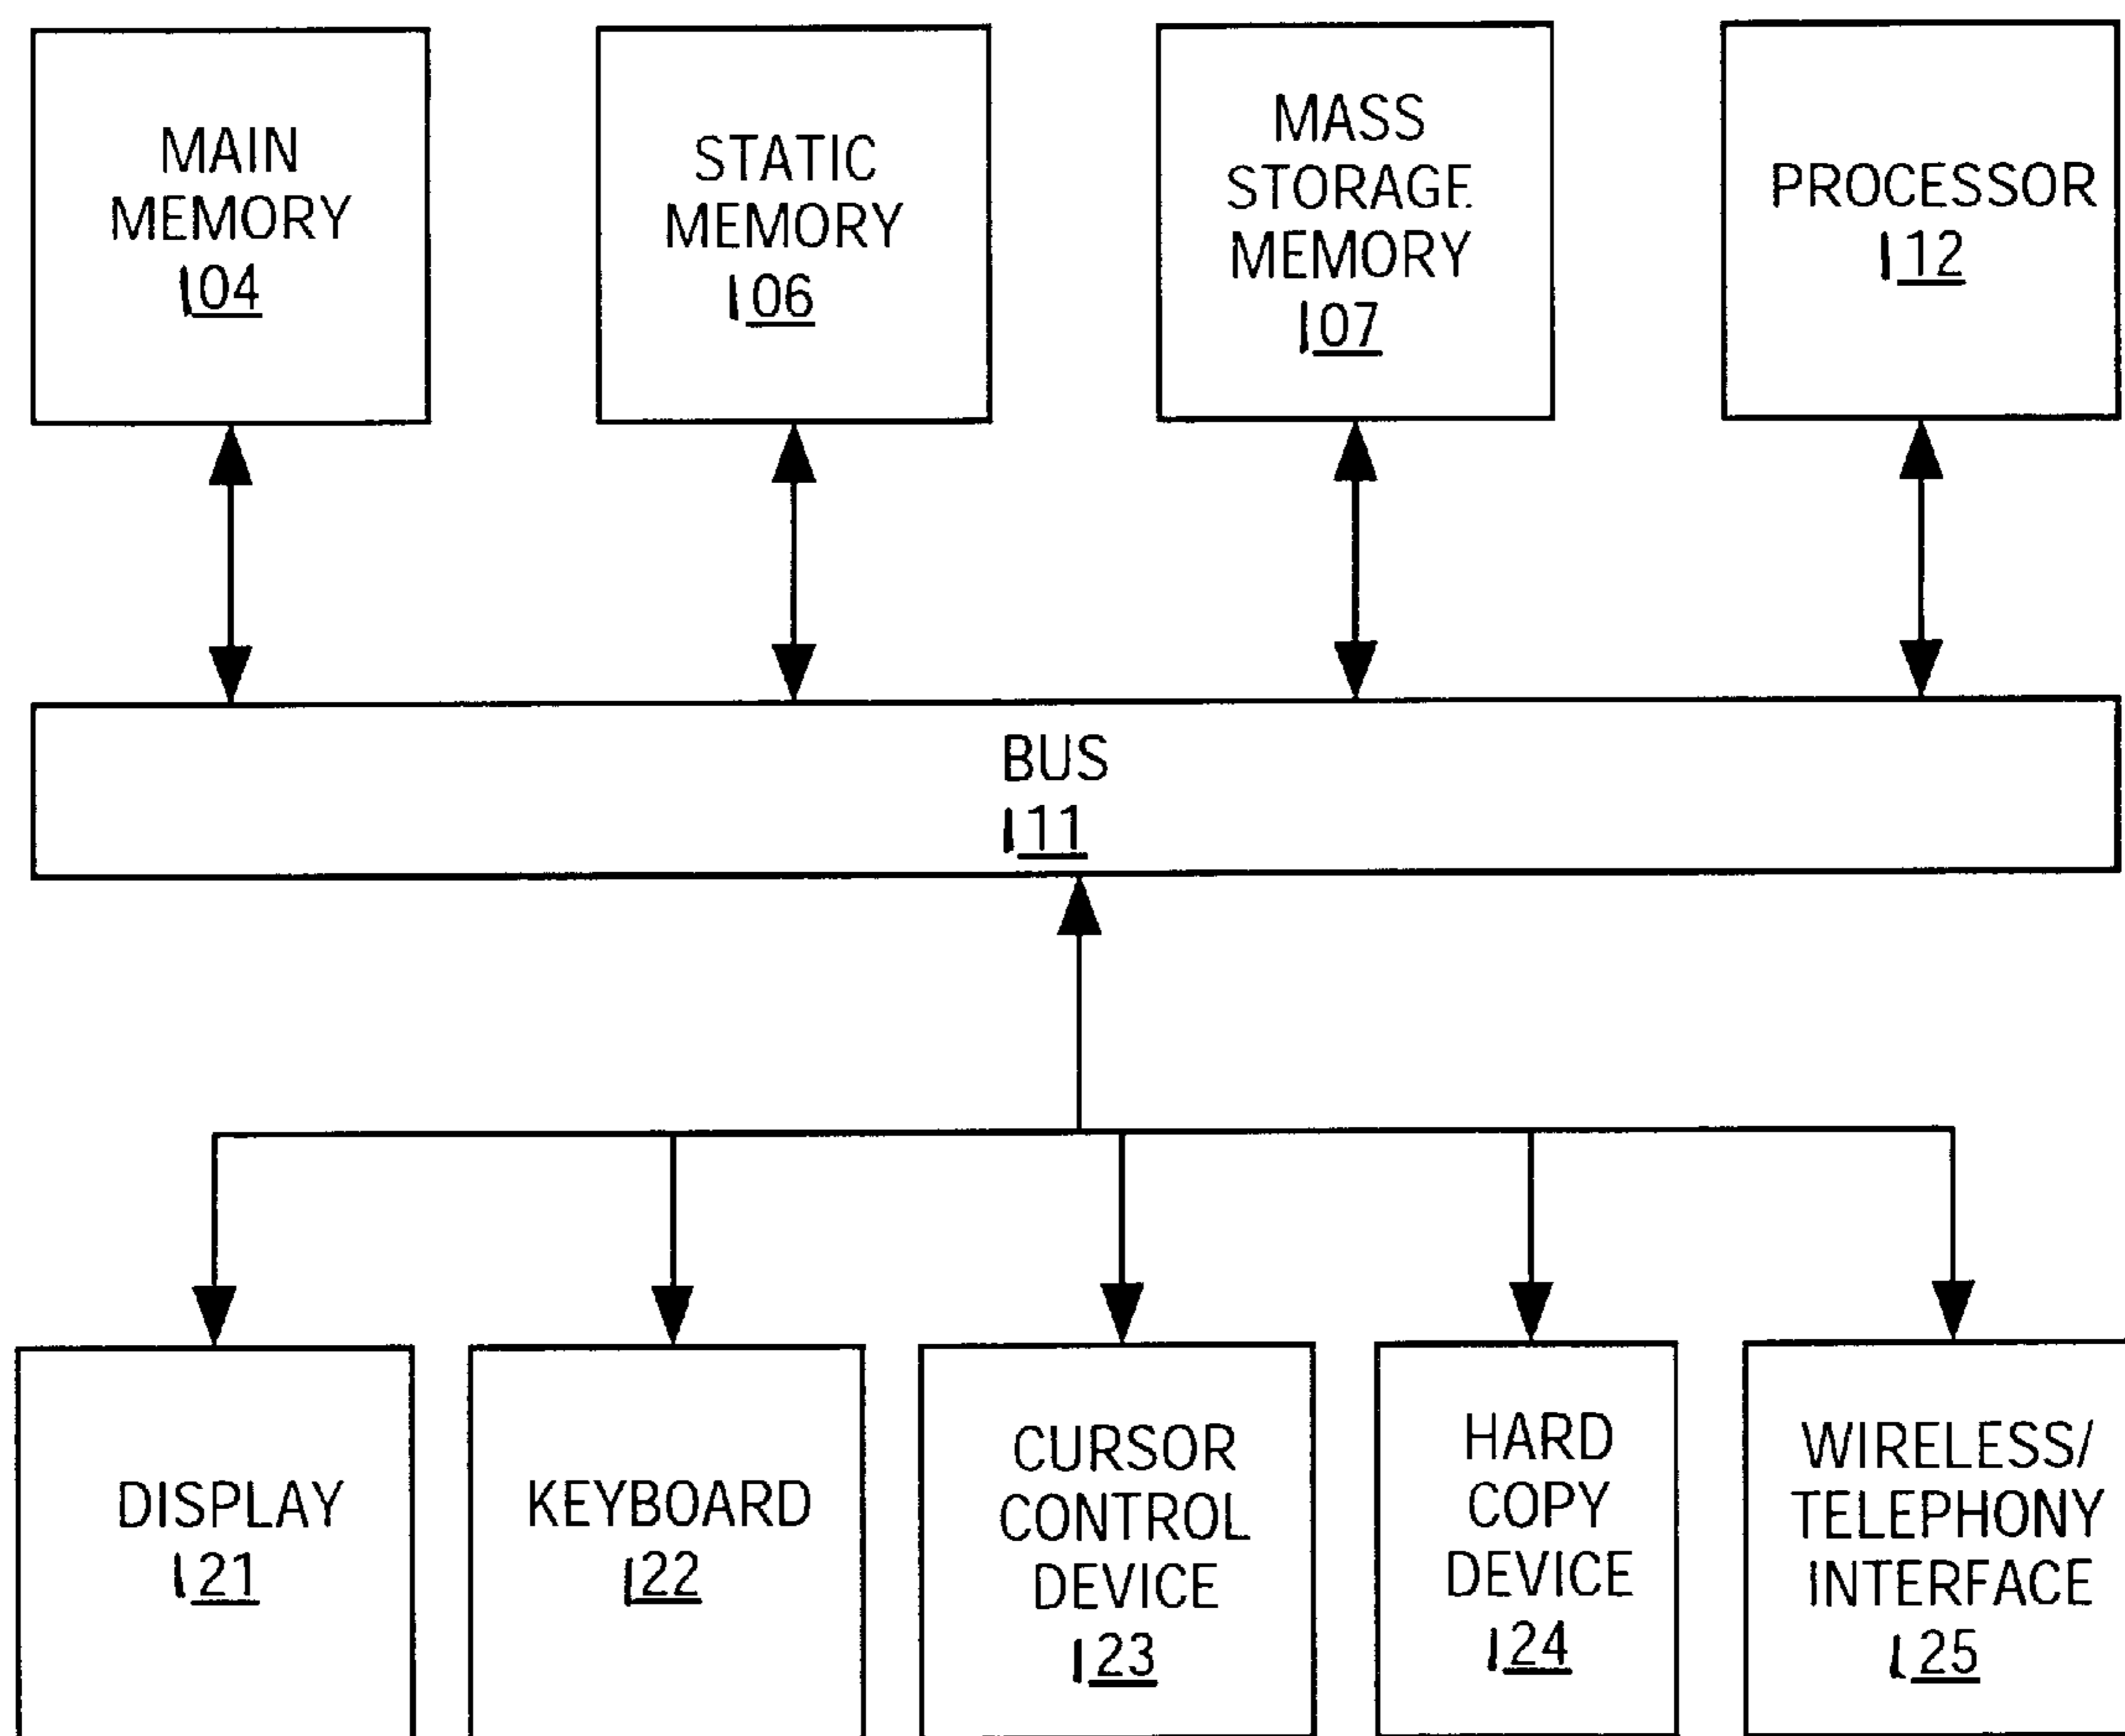 MAIN
MEMORY
104
STATIC
MEMORY
106
MASS
STORAGE
MEMORY
107
PROCESSOR
112
BUS
111
DISPLAY
121
KEYBOARD
122
CURSOR
CONTROL
DEVICE
123
HARD
COPY
DEVICE
124
WIRELESS/
TELEPHONY
INTERFACE
125